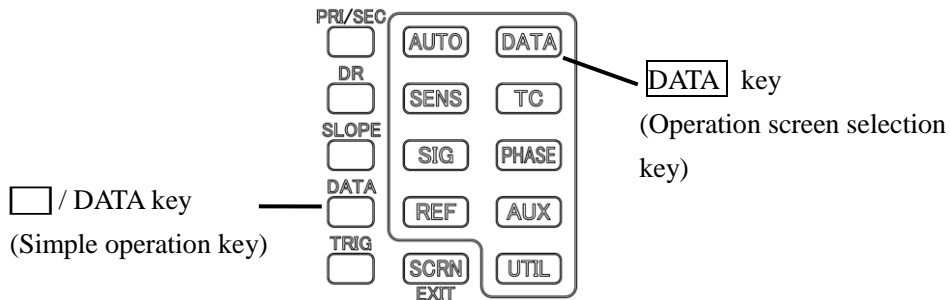 PRI/SEC
AUTO DATA
DR
SENS TC
SLOPE
SIG PHASE
DATA
REF AUX
TRIG
SCRN UTIL
EXIT
DATA key
(Operation screen selection
key)
/ DATA key
(Simple operation key)